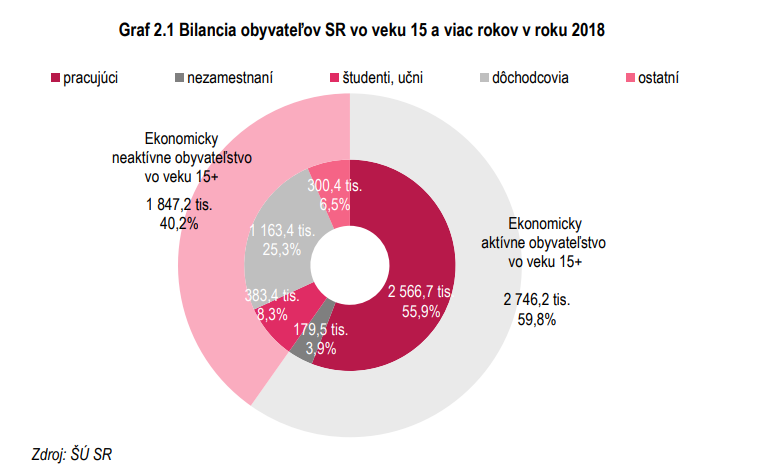 Graf 2.1 Bilancia obyvateľov SR vo veku 15 a viac rokov v roku 2018
pracujúci
nezamestnaní
študenti, učni
dôchodcovia
ostatní
Ekonomicky
neaktívne obyvateľstvo
vo veku 15+
1 847,2 tis.
40,2%
300,4 tis.
6,5%
1 163,4 tis.
25,3%
383,4 tis.
8,3%
179,5 tis.
3,9%
2 566,7 tis.
55,9%
Ekonomicky
aktívne obyvateľstvo
vo veku 15+
2 746,2 tis.
59,8%
Zdroj: ŠÚ SR